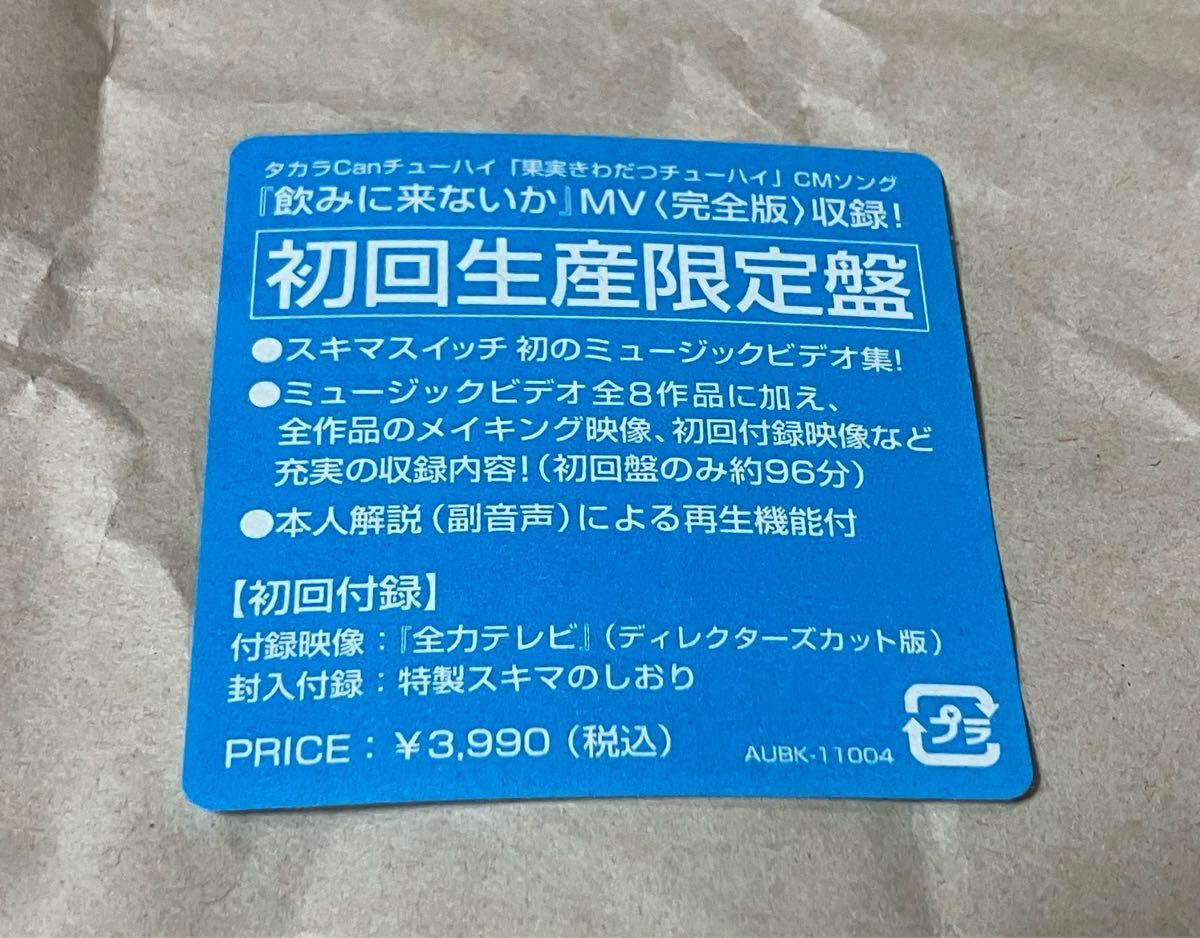 タカラCanチューハイ「果実きわだつチューハイ」CMソング
『飲みに来ないか』MV〈完全版〉収録!
初回生産限定盤
●スキマスイッチ 初のミュージックビデオ集!
●ミュージックビデオ 全8作品に加え、
全作品のメイキング映像、初回付録映像など
充実の収録内容!(初回盤のみ約96分)
●本人解説(副音声)による再生機能付
【初回付録】
付録映像:『全力テレビ』(ディレクターズカット版)
封入付録:特製スキマのしおり
PRICE:¥3,990(税込)
AUBK-11004
プラ